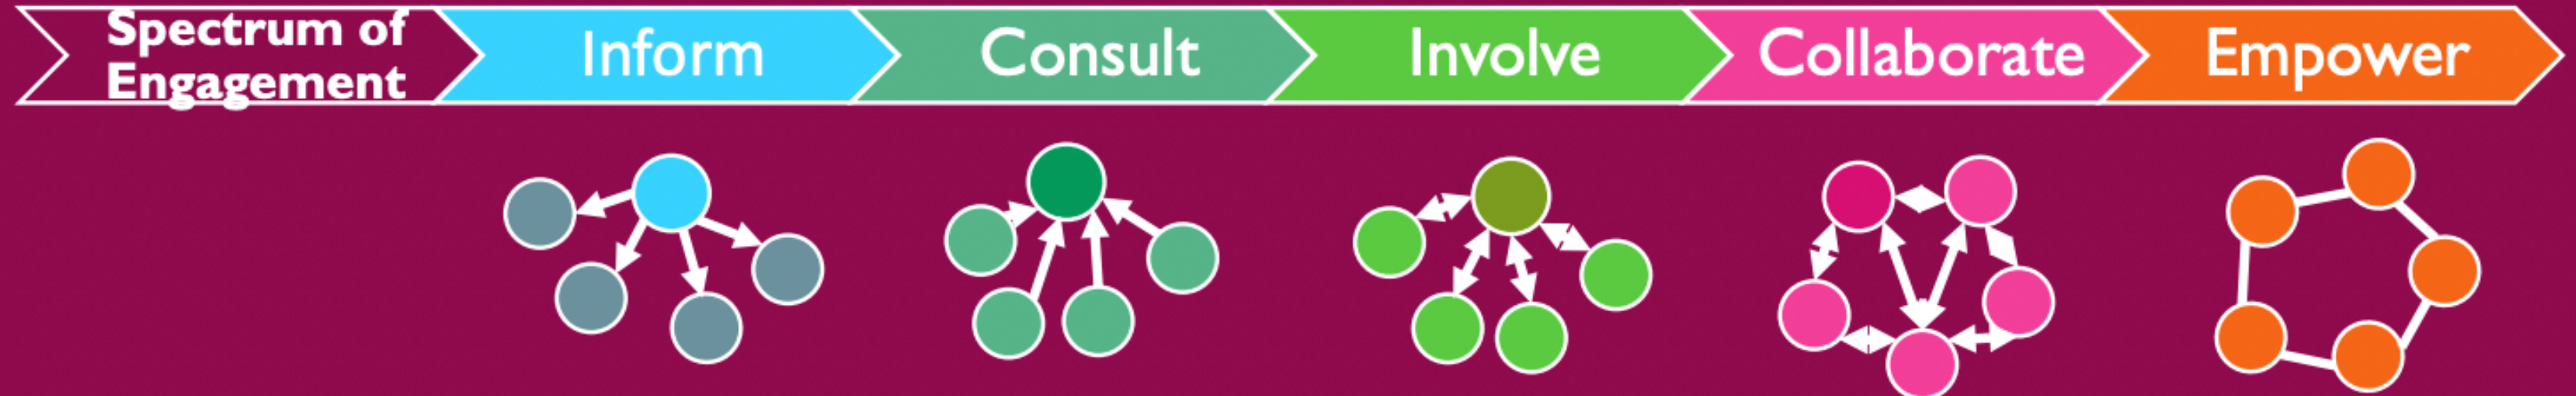 Spectrum of
Engagement
Inform
Consult
Involve
Collaborate
Empower